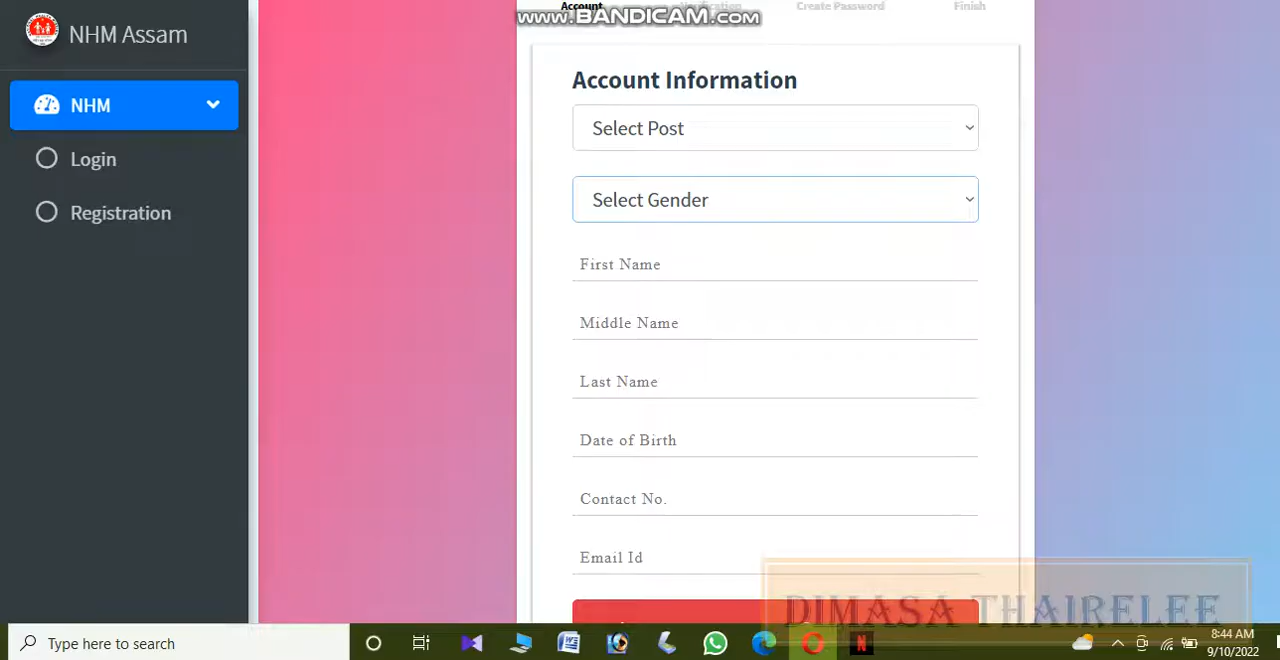 Account
Verification
Create Password
Finish
www.BANDICAM.com
NHM Assam
NHM
Login
Registration
Account Information
Select Post
Select Gender
First Name
Middle Name
Last Name
Date of Birth
Contact No.
Email Id
DIMASA THAIRELEE
Type here to search
8:44 AM
9/10/2022